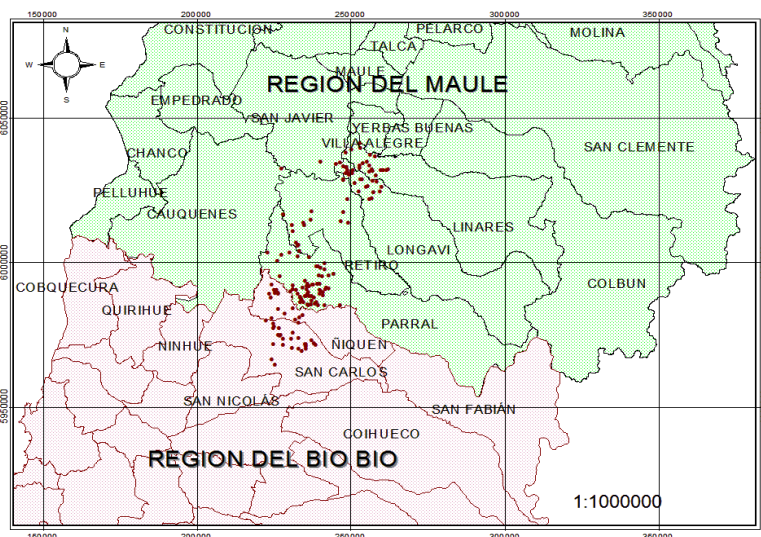 150000 200000 250000 300000 350000
CONSTITUCION
PELARCO
MOLINA
TALCA
N
W E
S
MAULE
REGION DEL MAULE
EMPEDRADO
6050000
SAN JAVIER
YERBAS BUENAS
VILLA ALEGRE
SAN CLEMENTE
CHANCO
PELLUHUE
CAUQUENES
LINARES
LONGAVI
6000000
RETIRO
COLBUN
COBQUECURA
QUIRIHUE
PARRAL
NINHUE
ÑIQUEN
SAN CARLOS
SAN NICOLÁS
SAN FABIÁN
5950000
COIHUECO
REGION DEL BIO BIO
1:1000000
150000 200000 250000 300000 350000